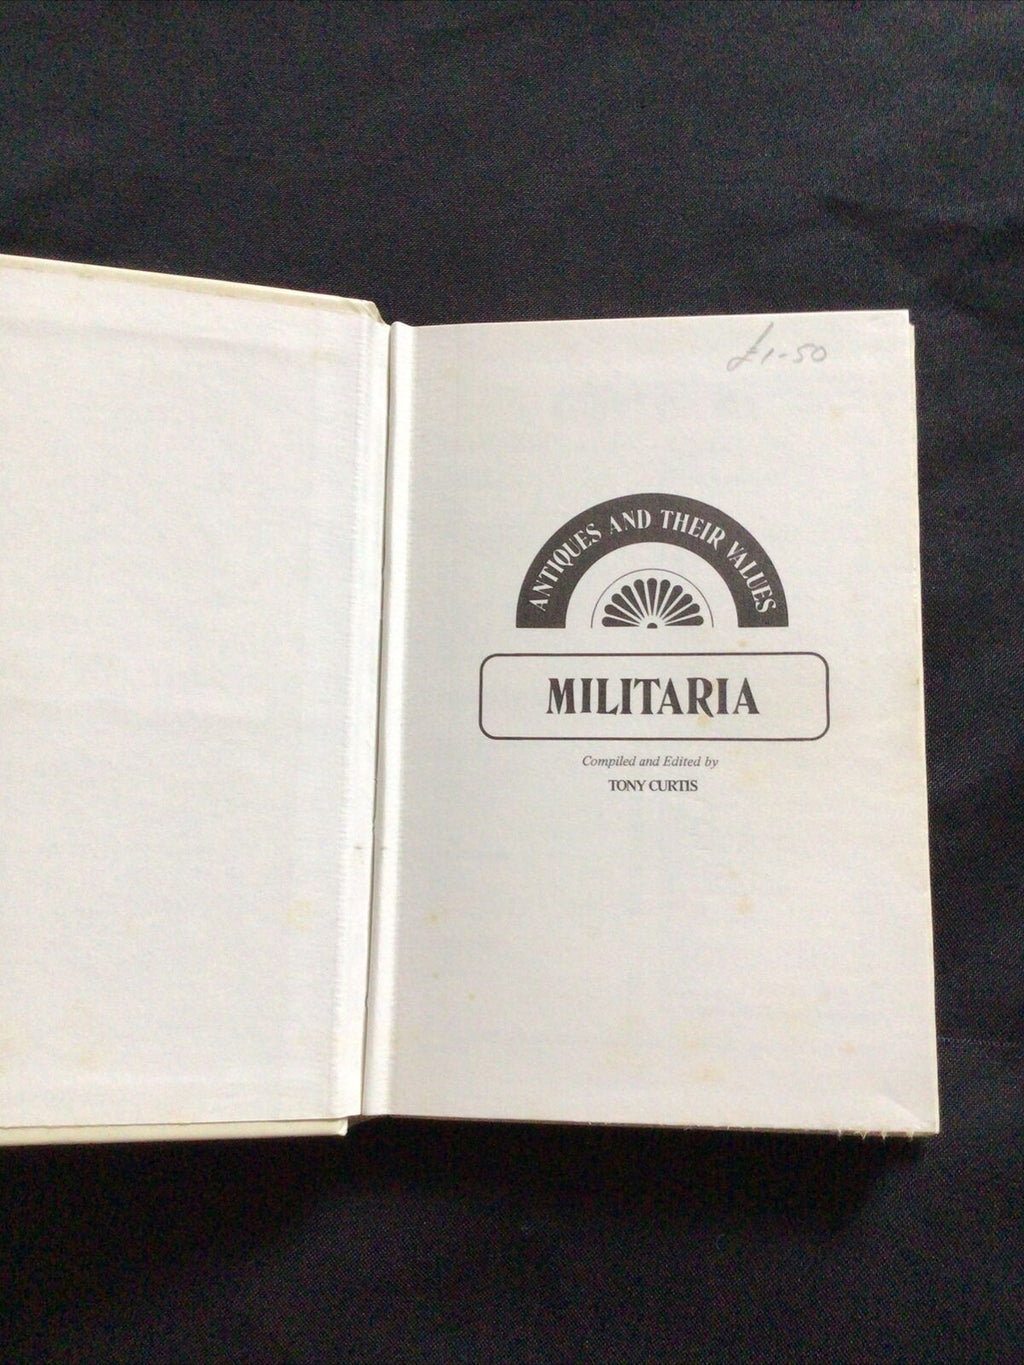 £1-50
ANTIQUES AND THEIR VALUES
MILITARIA
Compiled and Edited by
TONY CURTIS